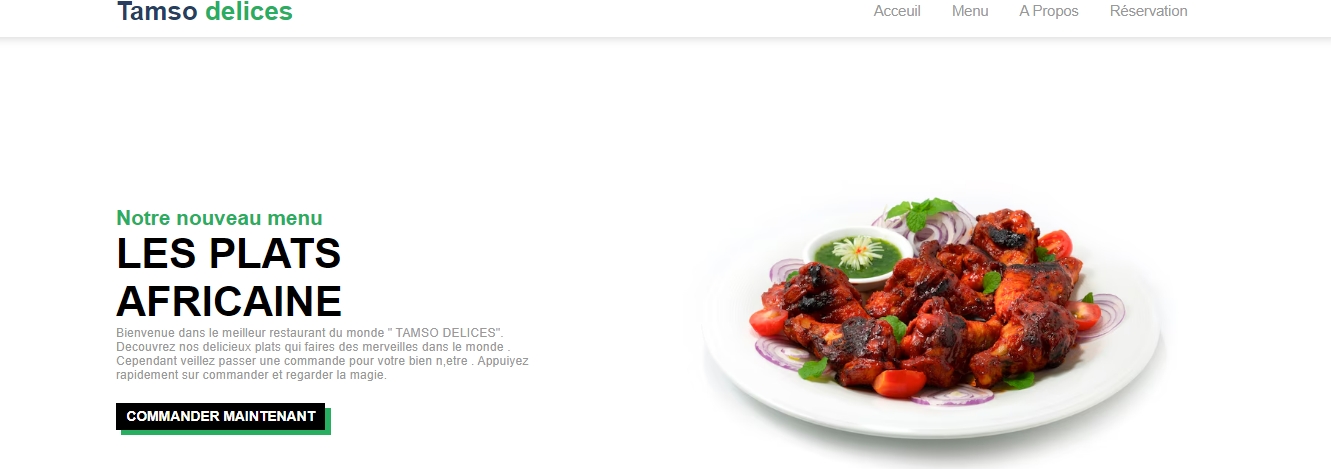 Tamso delices
Acceuil Menu A Propos Réservation
Notre nouveau menu
LES PLATS
AFRICAINE
Bienvenue dans le meilleur restaurant du monde " TAMSO DELICES".
Decouvrez nos delicieux plats qui faires des merveilles dans le monde .
Cependant veillez passer une commande pour votre bien n,etre . Appuiyez
rapidement sur commander et regarder la magie.
COMMANDER MAINTENANT